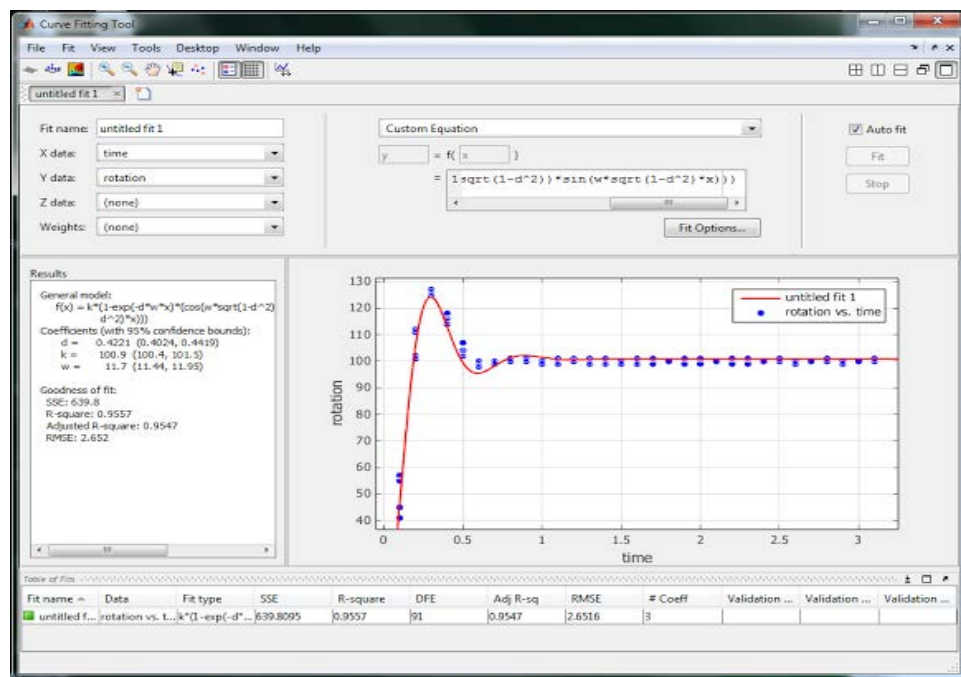 Curve Fitting Tool
File Fit View Tools Desktop Window Help
untitled fit 1
Fit name: untitled fit 1
X data: time
Y data: rotation
Z data: (none)
Weights: (none)
Custom Equation
y = f( x )
= 1sqrt(1-d^2))*sin(w*sqrt(1-d^2)*x)))
Fit Options...
Auto fit
Fit
Stop
Results
General model:
f(x) = k*(1-exp(-d*w*x)*(cos(w*sqrt(1-d^2)
d^2)*x)))
Coefficients (with 95% confidence bounds):
d = 0.4221 (0.4024, 0.4419)
k = 100.9 (100.4, 101.5)
w = 11.7 (11.44, 11.95)
Goodness of fit:
SSE: 639.8
R-square: 0.9557
Adjusted R-square: 0.9547
RMSE: 2.652
untitled fit 1
rotation vs. time
130
120
110
100
90
80
70
60
50
40
rotation
0 0.5 1 1.5 2 2.5 3
time
Table of Fits
Fit name Data Fit type SSE R-square DFE Adj R-sq RMSE # Coeff Validation ... Validation ... Validation ...
untitled f... rotation vs. t... k*(1-exp(-d*... 639.8095 0.9557 91 0.9547 2.6516 3